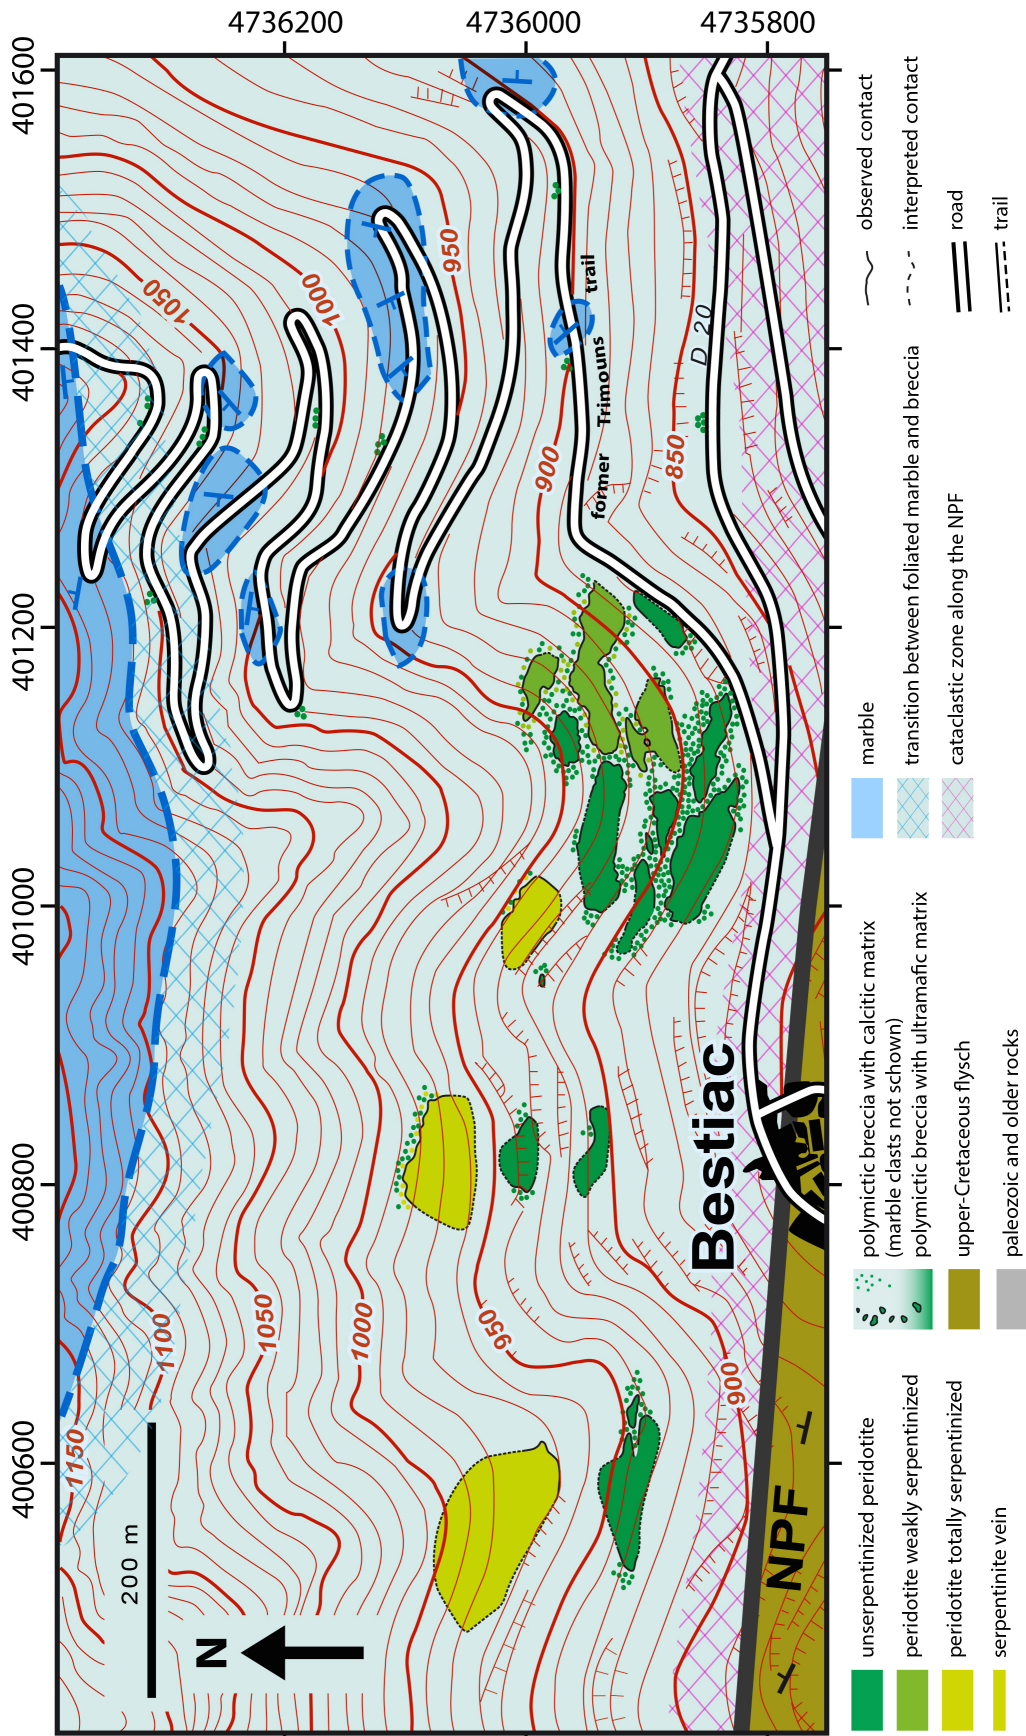 4736200
4736000
4735800
401600
401400
401200
401000
400800
400600
1050
1000
950
900
850
D 20
former Trimouns trail
Bestiac
1150
1100
1050
1000
950
900
NPF
200 m
N
unserpentinized peridotite
peridotite weakly serpentinized
peridotite totally serpentinized
serpentinite vein
polymictic breccia with calcitic matrix
(marble clasts not schown)
polymictic breccia with ultramafic matrix
upper-Cretaceous flysch
paleozoic and older rocks
marble
transition between foliated marble and breccia
cataclastic zone along the NPF
observed contact
interpreted contact
road
trail